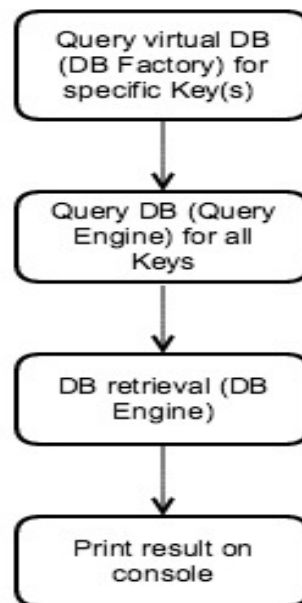 Query virtual DB
(DB Factory) for
specific Key(s)
Query DB (Query
Engine) for all
Keys
DB retrieval (DB
Engine)
Print result on
console